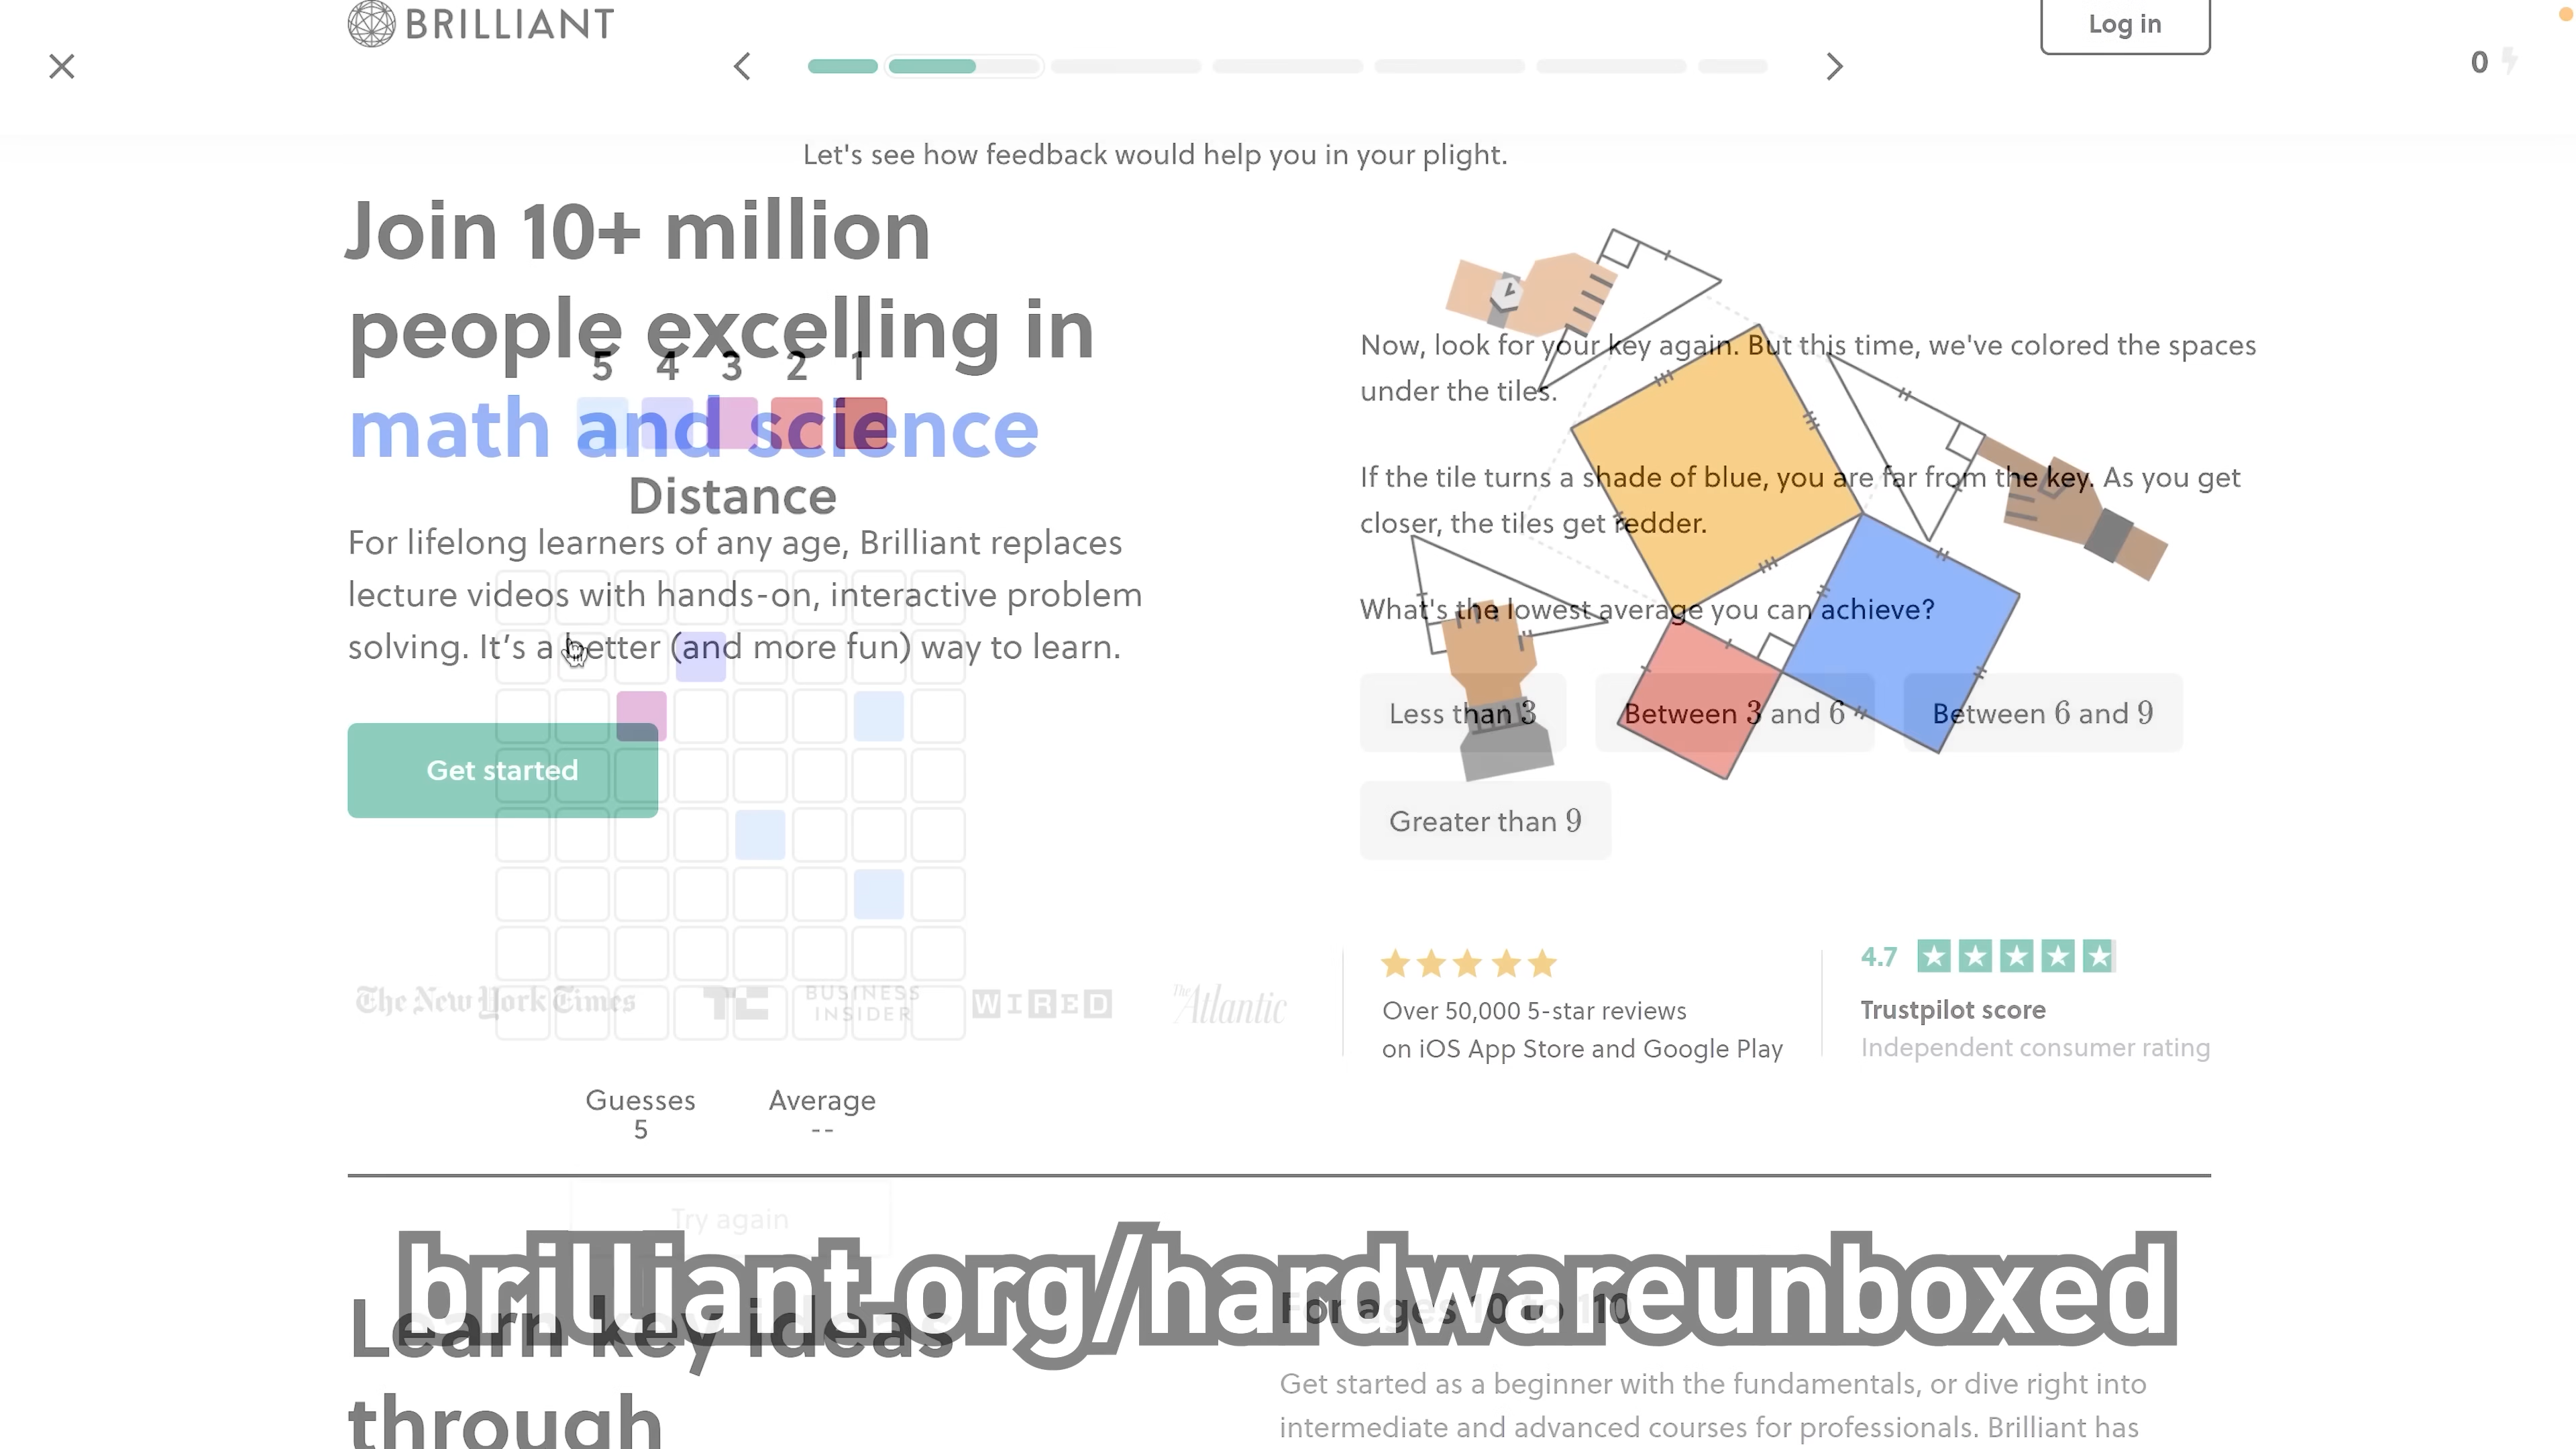 BRILLIANT
Log in
0
Let's see how feedback would help you in your plight.
Join 10+ million
people excelling in
math and science
5 4 3 2 1
Distance
For lifelong learners of any age, Brilliant replaces
lecture videos with hands-on, interactive problem
solving. It's a better (and more fun) way to learn.
Get started
Now, look for your key again. But this time, we've colored the spaces
under the tiles.
If the tile turns a shade of blue, you are far from the key. As you get
closer, the tiles get redder.
What's the lowest average you can achieve?
Less than 3
Between 3 and 6
Between 6 and 9
Greater than 9
The New York Times
TC
BUSINESS
INSIDER
WIRED
The Atlantic
Over 50,000 5-star reviews
on iOS App Store and Google Play
4.7
Trustpilot score
Independent consumer rating
Guesses
5
Average
--
Try again
brilliant.org/hardwareunboxed
Learn key ideas
through
For ages 10 to 110
Get started as a beginner with the fundamentals, or dive right into
intermediate and advanced courses for professionals. Brilliant has